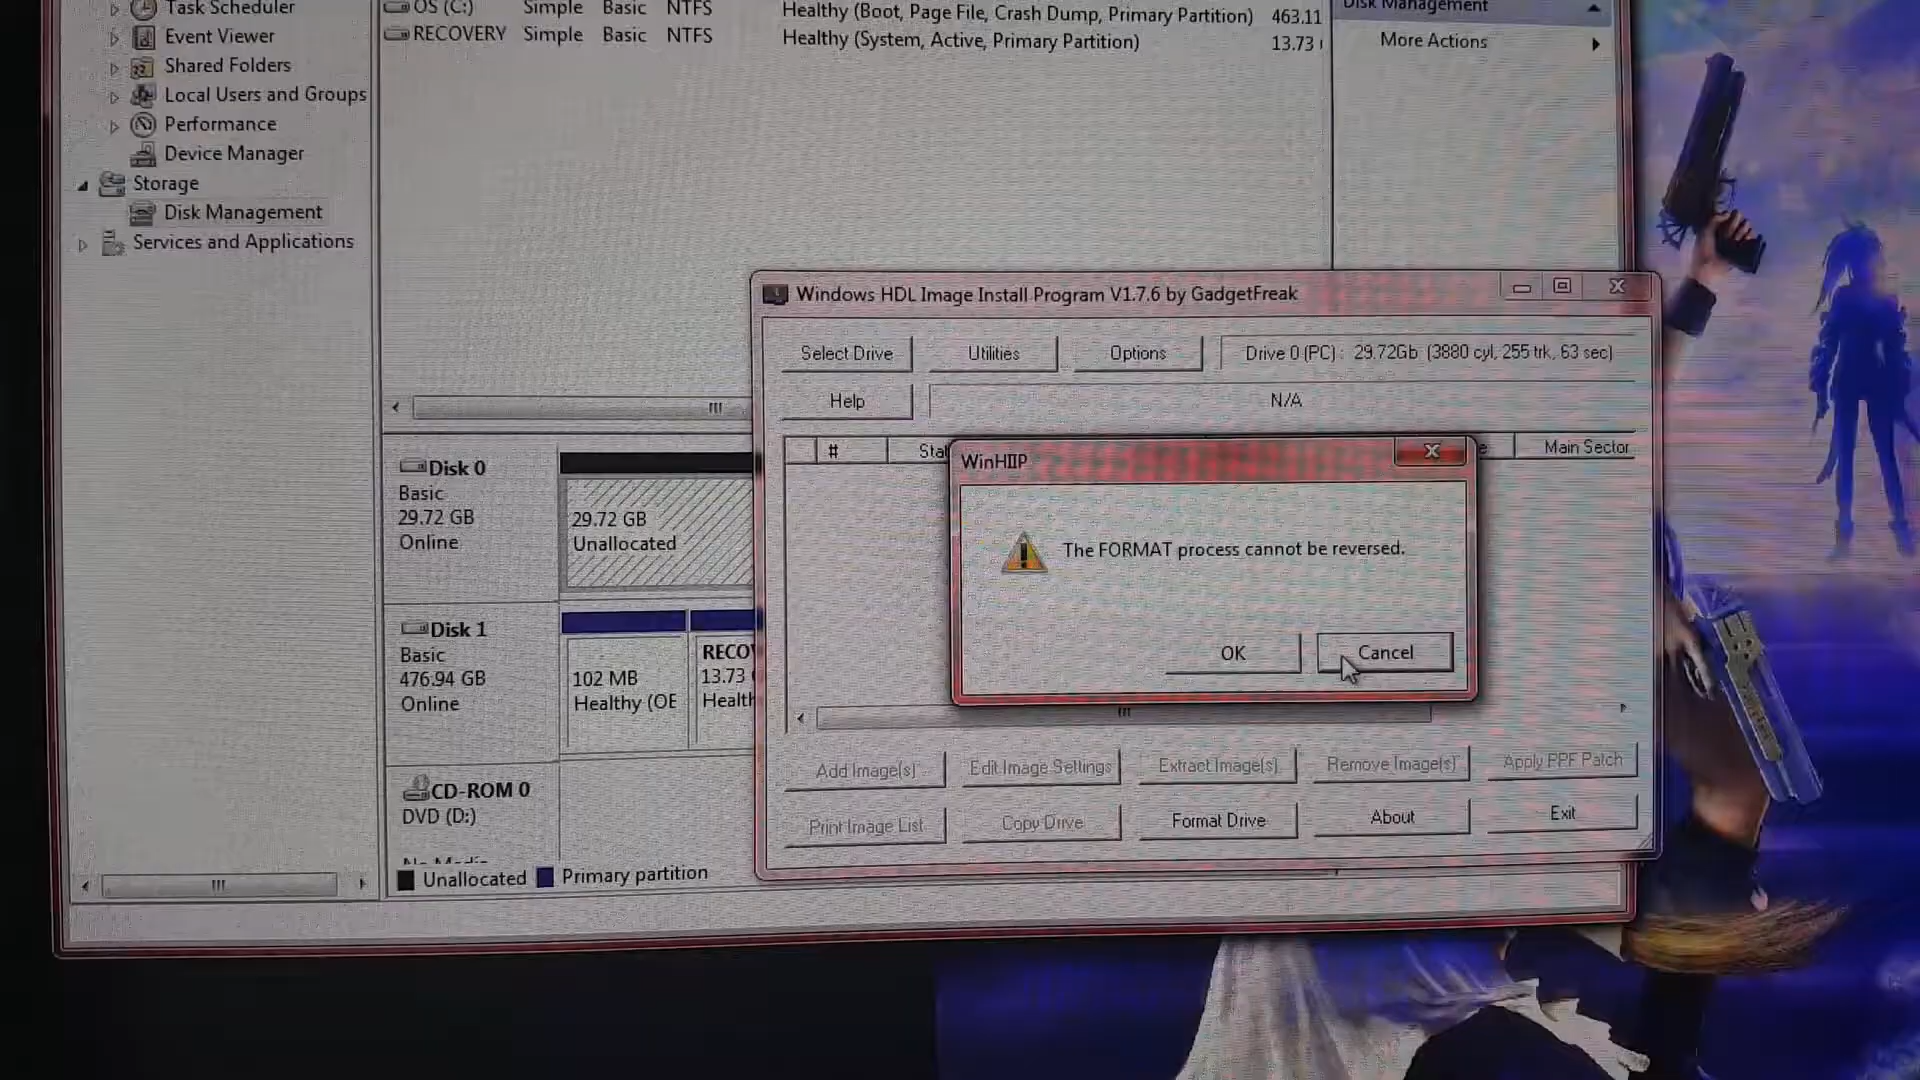 Task Scheduler
Event Viewer
Shared Folders
Local Users and Groups
Performance
Device Manager
Storage
Disk Management
Services and Applications
OS (C:) Simple Basic NTFS Healthy (Boot, Page File, Crash Dump, Primary Partition) 463.11
RECOVERY Simple Basic NTFS Healthy (System, Active, Primary Partition) 13.73
Disk Management
More Actions
Disk 0
Basic
29.72 GB
Online
29.72 GB
Unallocated
Disk 1
Basic
476.94 GB
Online
102 MB
Healthy (OE
RECO
13.73
Health
CD-ROM 0
DVD (D:)
Unallocated Primary partition
Windows HDL Image Install Program V1.7.6 by GadgetFreak
Select Drive Utilities Options Drive 0 (PC) : 29.72Gb (3880 cyl, 255 trk, 63 sec)
Help N/A
# Stat Main Sector
WinHIIP
The FORMAT process cannot be reversed.
OK Cancel
Add Image(s) Edit Image Settings Extract Image(s) Remove Image(s) Apply PPF Patch
Print Image List Copy Drive Format Drive About Exit